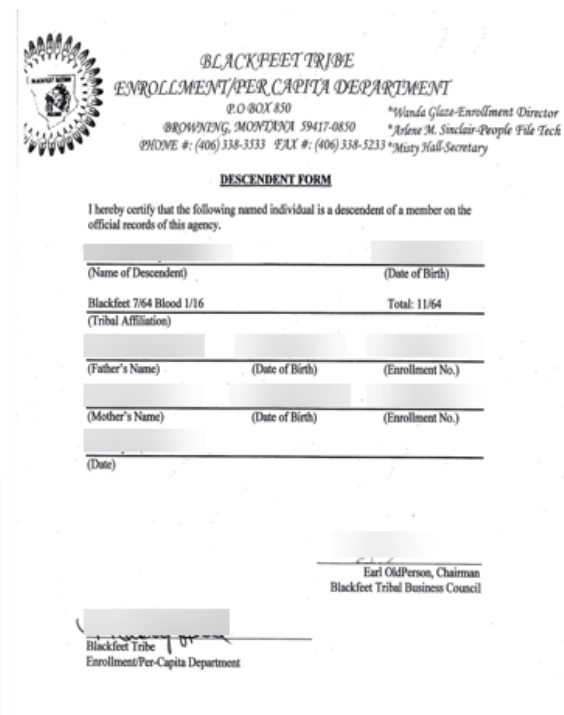 BLACKFEET NATION
BLACKFEET TRIBE
ENROLLMENT/PER CAPITA DEPARTMENT
P.O BOX 850
BROWNING, MONTANA 59417-0850
PHONE #: (406) 338-3533 FAX #: (406) 338-5233
*Wanda Glaze-Enrollment Director
*Arlene M. Sinclair-People File Tech
*Misty Hall-Secretary
DESCENDENT FORM
I hereby certify that the following named individual is a descendent of a member on the
official records of this agency.
(Name of Descendent) (Date of Birth)
Blackfeet 7/64 Blood 1/16 Total: 11/64
(Tribal Affiliation)
(Father's Name) (Date of Birth) (Enrollment No.)
(Mother's Name) (Date of Birth) (Enrollment No.)
(Date)
Earl OldPerson, Chairman
Blackfeet Tribal Business Council
Blackfeet Tribe
Enrollment/Per-Capita Department